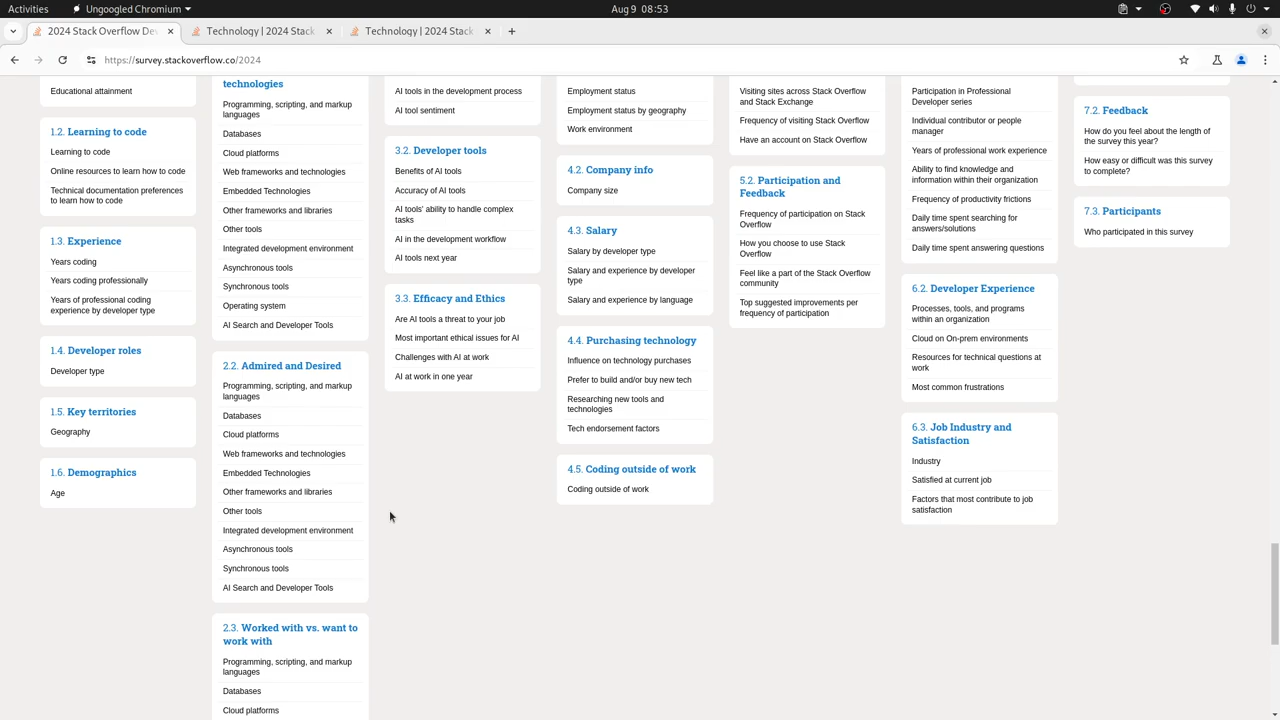 Activities
Ungoogled Chromium
Aug 9 08:53
2024 Stack Overflow De
Technology | 2024 Stack
Technology | 2024 Stack
https://survey.stackoverflow.co/2024
Educational attainment
1.2. Learning to code
Learning to code
Online resources to learn how to code
Technical documentation preferences
to learn how to code
1.3. Experience
Years coding
Years coding professionally
Years of professional coding
experience by developer type
1.4. Developer roles
Developer type
1.5. Key territories
Geography
1.6. Demographics
Age
technologies
Programming, scripting, and markup
languages
Databases
Cloud platforms
Web frameworks and technologies
Embedded Technologies
Other frameworks and libraries
Other tools
Integrated development environment
Asynchronous tools
Synchronous tools
Operating system
AI Search and Developer Tools
2.2. Admired and Desired
Programming, scripting, and markup
languages
Databases
Cloud platforms
Web frameworks and technologies
Embedded Technologies
Other frameworks and libraries
Other tools
Integrated development environment
Asynchronous tools
Synchronous tools
AI Search and Developer Tools
2.3. Worked with vs. want to
work with
Programming, scripting, and markup
languages
Databases
Cloud platforms
AI tools in the development process
AI tool sentiment
3.2. Developer tools
Benefits of AI tools
Accuracy of AI tools
AI tools' ability to handle complex
tasks
AI in the development workflow
AI tools next year
3.3. Efficacy and Ethics
Are AI tools a threat to your job
Most important ethical issues for AI
Challenges with AI at work
AI at work in one year
Employment status
Employment status by geography
Work environment
4.2. Company info
Company size
4.3. Salary
Salary by developer type
Salary and experience by developer
type
Salary and experience by language
4.4. Purchasing technology
Influence on technology purchases
Prefer to build and/or buy new tech
Researching new tools and
technologies
Tech endorsement factors
4.5. Coding outside of work
Coding outside of work
Visiting sites across Stack Overflow
and Stack Exchange
Frequency of visiting Stack Overflow
Have an account on Stack Overflow
5.2. Participation and
Feedback
Frequency of participation on Stack
Overflow
How you choose to use Stack
Overflow
Feel like a part of the Stack Overflow
community
Top suggested improvements per
frequency of participation
Participation in Professional
Developer series
Individual contributor or people
manager
Years of professional work experience
Ability to find knowledge and
information within their organization
Frequency of productivity frictions
Daily time spent searching for
answers/solutions
Daily time spent answering questions
6.2. Developer Experience
Processes, tools, and programs
within an organization
Cloud on On-prem environments
Resources for technical questions at
work
Most common frustrations
6.3. Job Industry and
Satisfaction
Industry
Satisfied at current job
Factors that most contribute to job
satisfaction
7.2. Feedback
How do you feel about the length of
the survey this year?
How easy or difficult was this survey
to complete?
7.3. Participants
Who participated in this survey